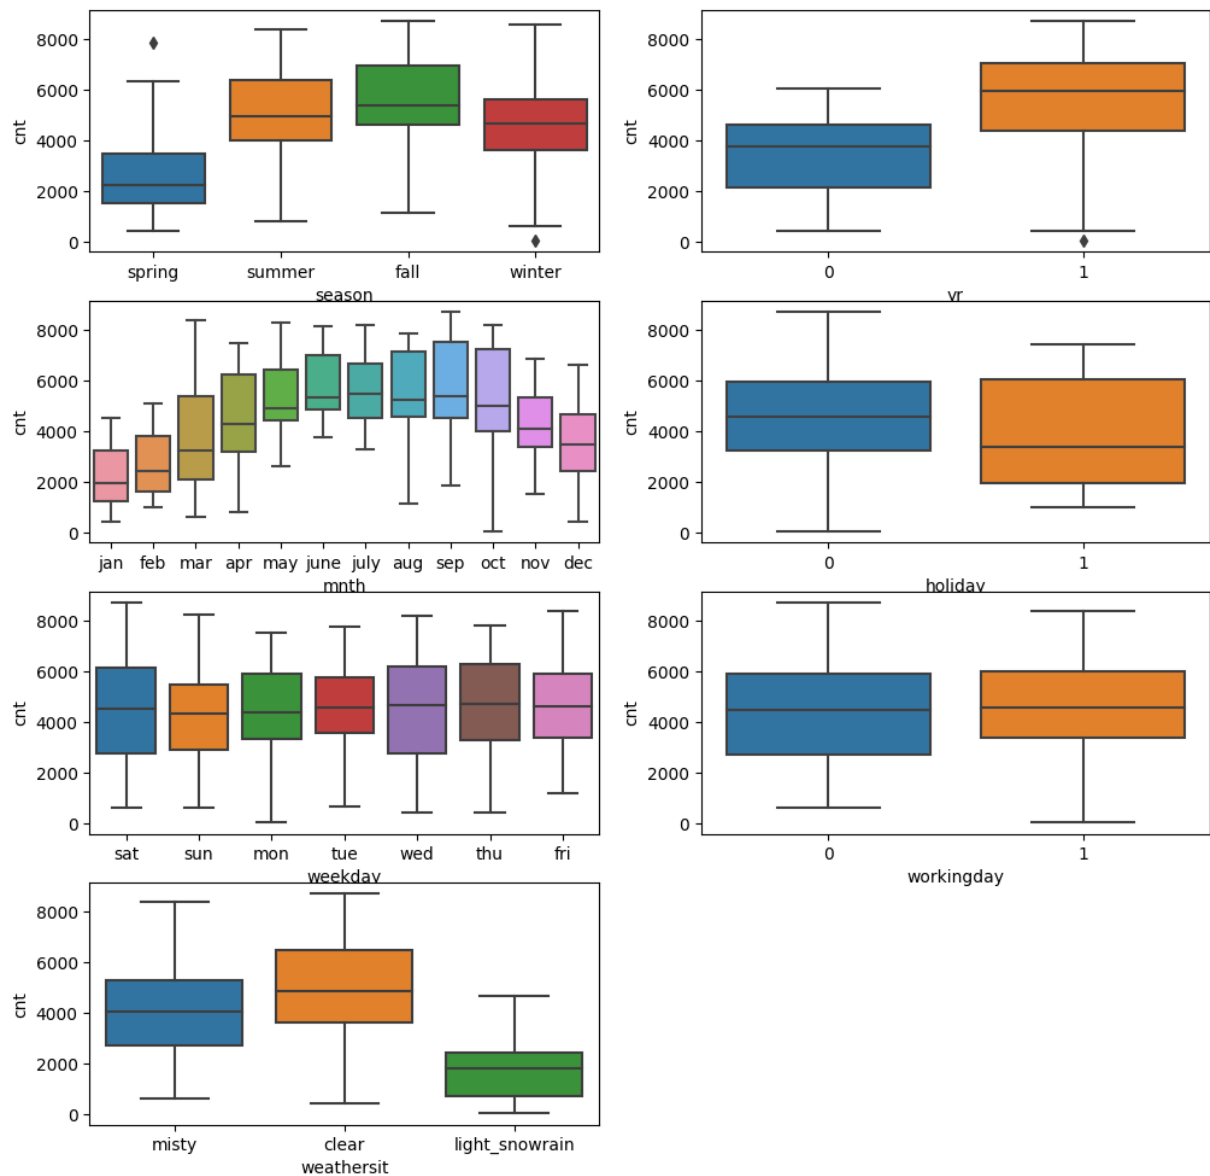 8000
6000
4000
2000
0
cnt
spring summer fall winter
season
8000
6000
4000
2000
0
cnt
0 1
yr
8000
6000
4000
2000
0
cnt
jan feb mar apr may june july aug sep oct nov dec
mnth
8000
6000
4000
2000
0
cnt
0 1
holiday
8000
6000
4000
2000
0
cnt
sat sun mon tue wed thu fri
weekday
8000
6000
4000
2000
0
cnt
0 1
workingday
8000
6000
4000
2000
0
cnt
misty clear light_snowrain
weathersit